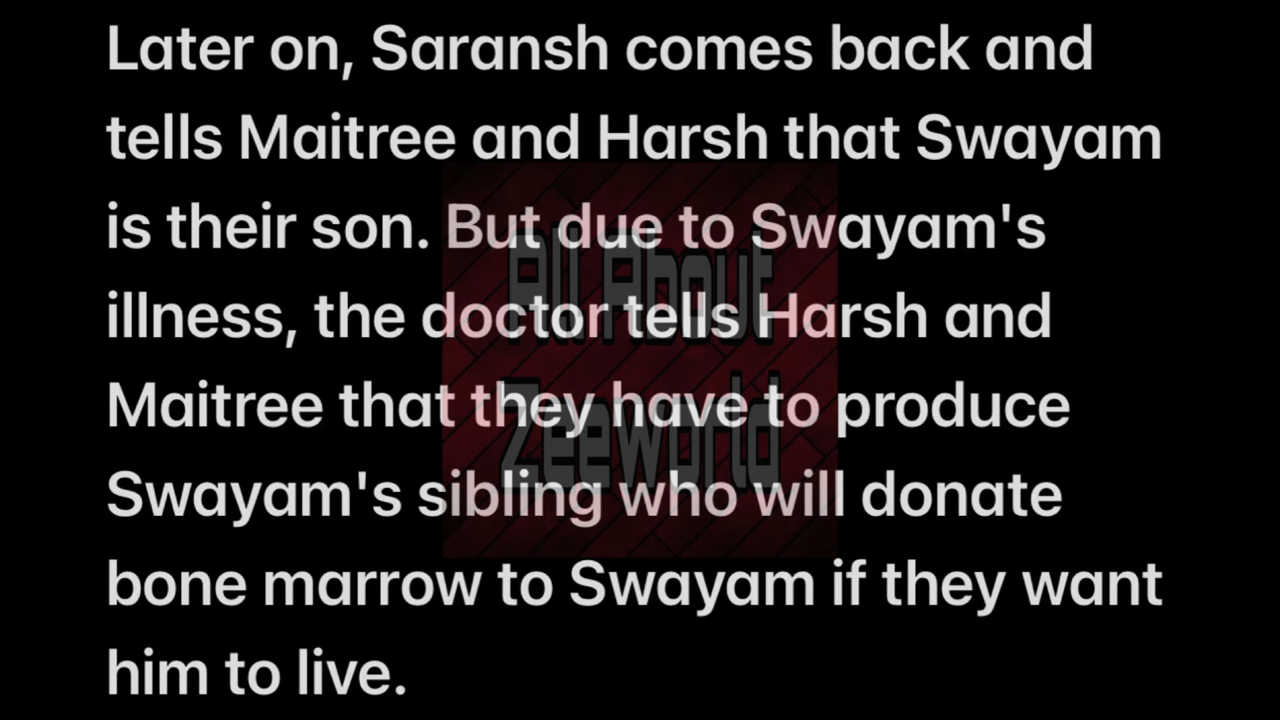 Later on, Saransh comes back and
tells Maitree and Harsh that Swayam
is their son. But due to Swayam's
illness, the doctor tells Harsh and
Maitree that they have to produce
Swayam's sibling who will donate
bone marrow to Swayam if they want
him to live.
All About
Zeeworld